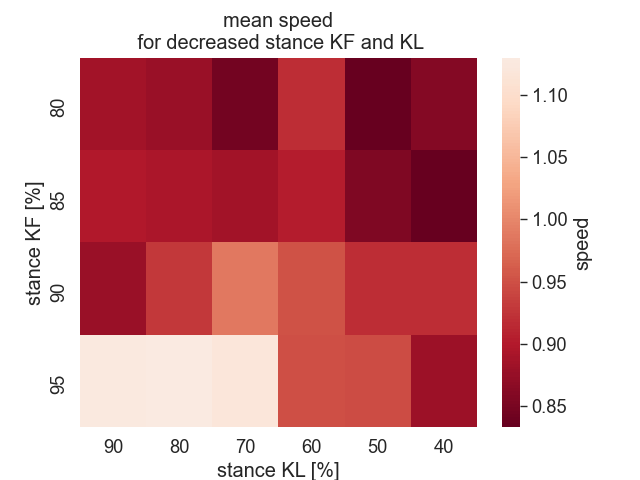 mean speed
for decreased stance KF and KL
stance KF [%]
80
85
90
95
90 80 70 60 50 40
stance KL [%]
1.10
1.05
1.00
0.95
0.90
0.85
speed